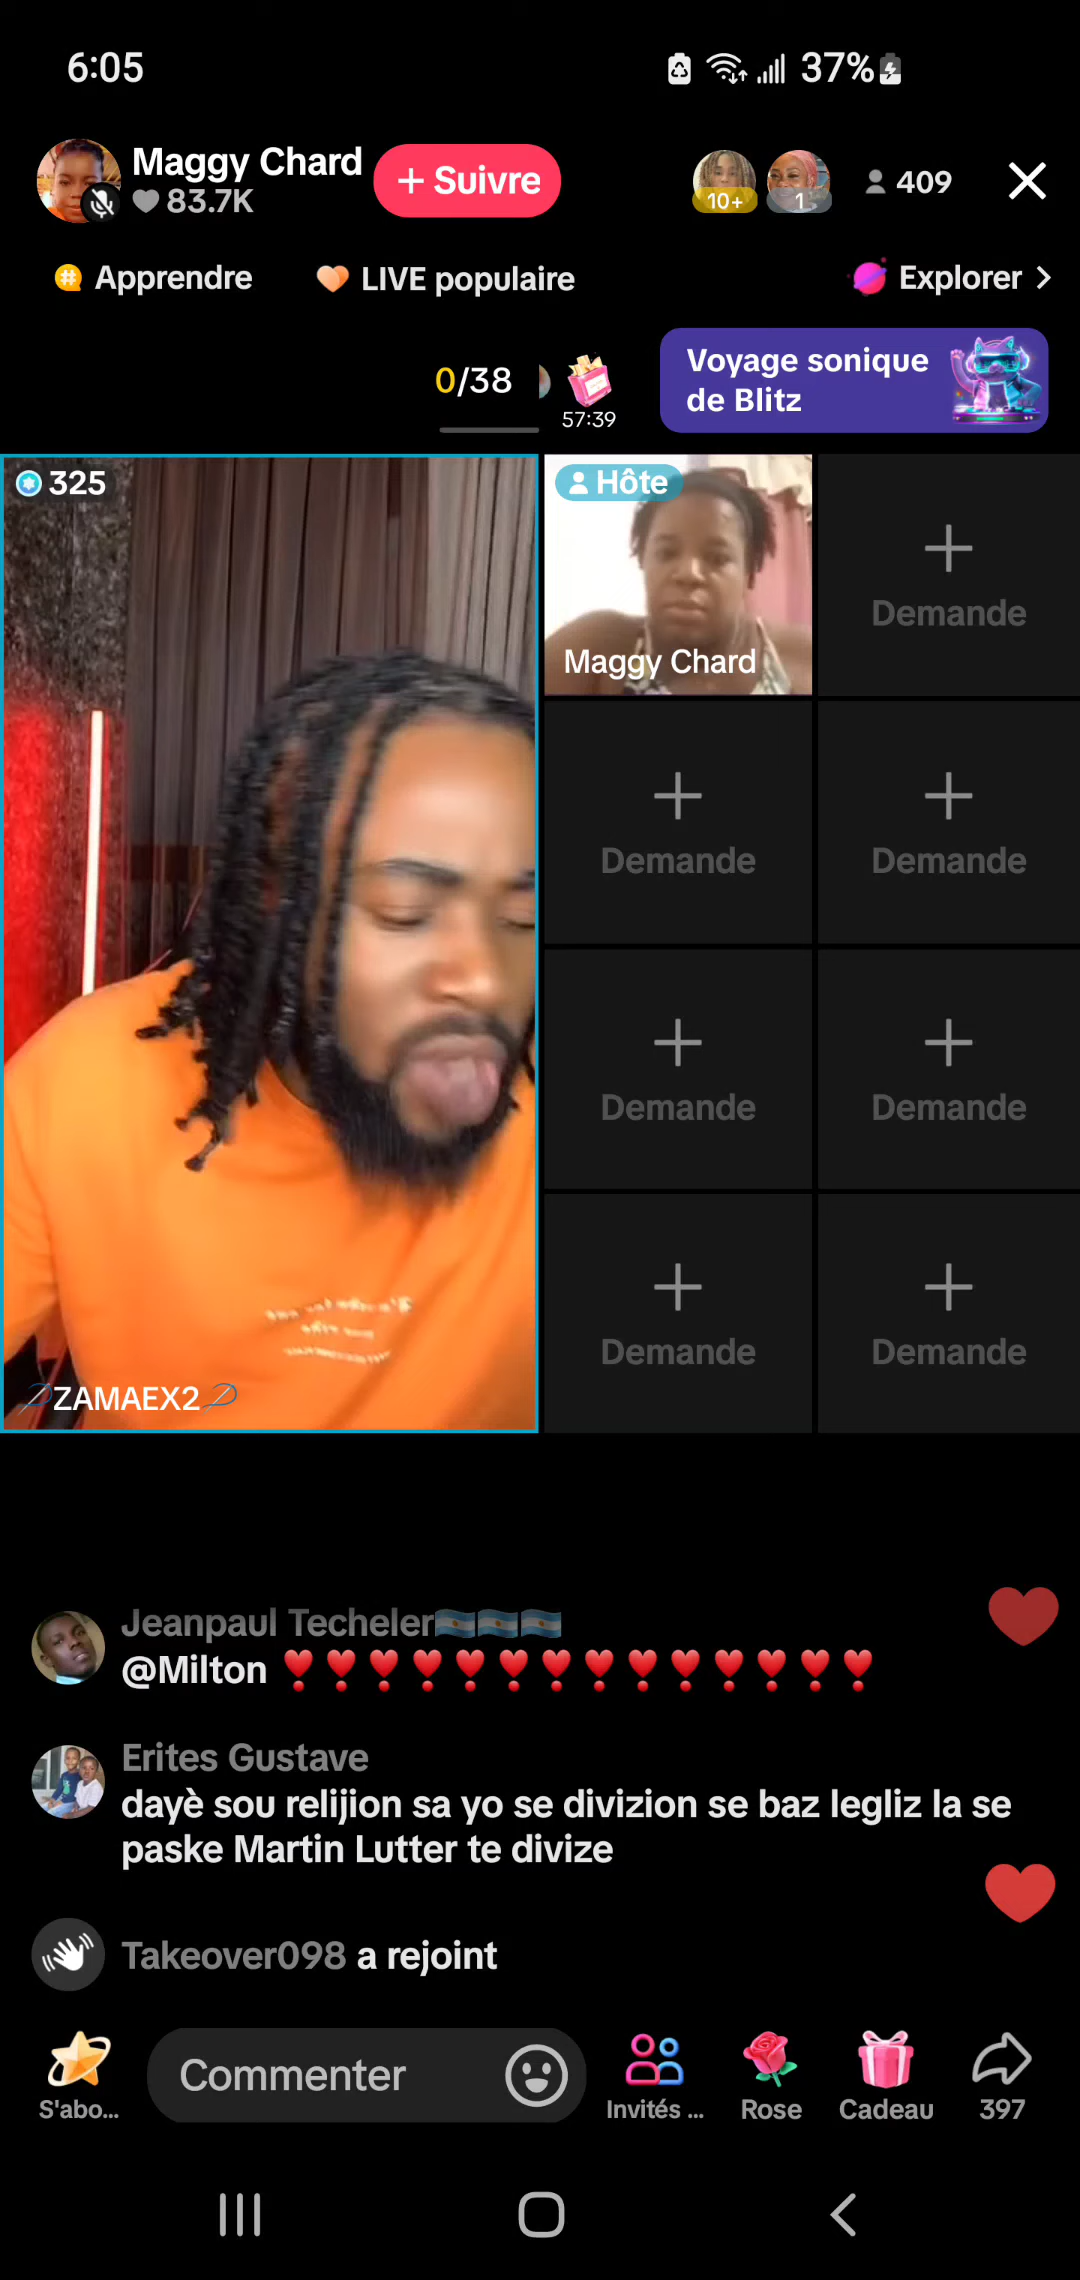 6:05
37%
Maggy Chard
+ Suivre
83.7K
10+
1
409
Apprendre
LIVE populaire
Explorer
0/38
57:39
Voyage sonique
de Blitz
325
Hôte
Maggy Chard
Demande
Demande
Demande
Demande
Demande
Demande
Demande
ZAMAEX2
Jeanpaul Techeler🇦🇷🇦🇷🇦🇷
@Milton ❣️❣️❣️❣️❣️❣️❣️❣️❣️❣️❣️❣️❣️❣️
Erites Gustave
dayè sou relijion sa yo se divizion se baz legliz la se
paske Martin Lutter te divize
Takeover098 a rejoint
Commenter
S'abo...
Invités ...
Rose
Cadeau
397